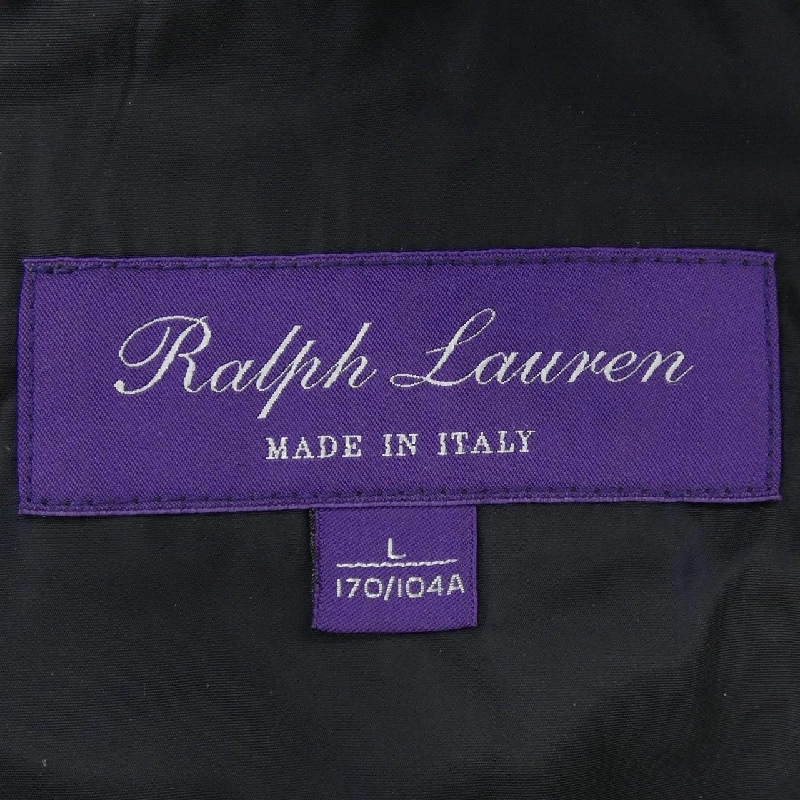 Ralph Lauren
MADE IN ITALY
L
170/104A